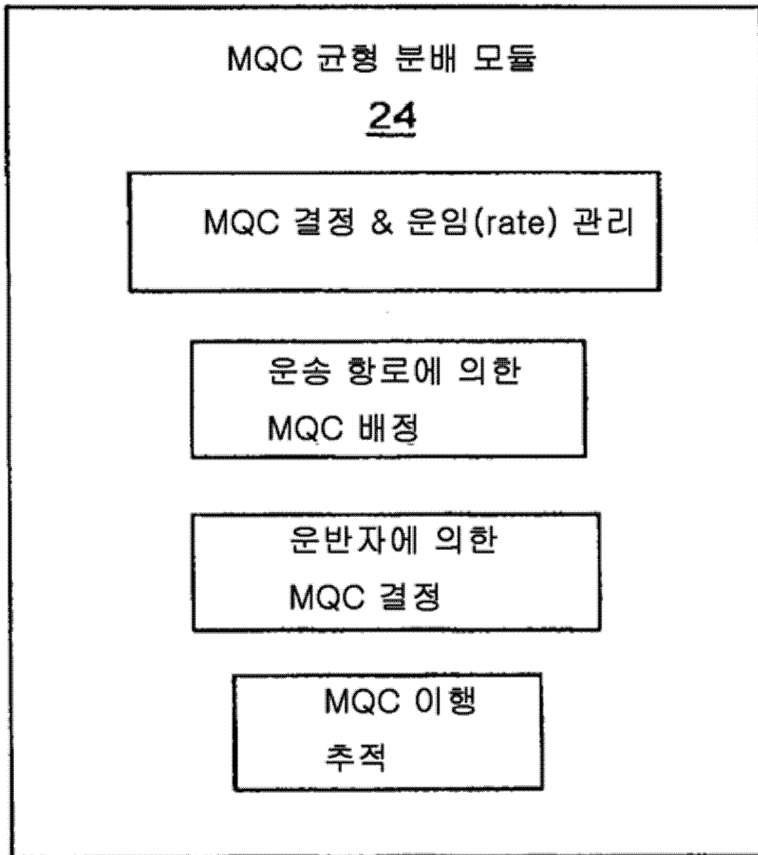 MQC 균형 분배 모듈
24
MQC 결정 & 운임(rate) 관리
운송 항로에 의한
MQC 배정
운반자에 의한
MQC 결정
MQC 이행
추적